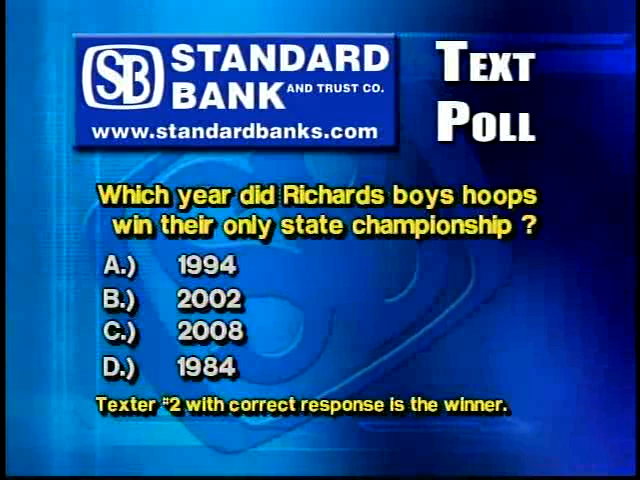 SB STANDARD
BANK AND TRUST CO.
www.standardbanks.com
TEXT
POLL
Which year did Richards boys hoops
win their only state championship ?
A.) 1994
B.) 2002
C.) 2008
D.) 1984
Texter #2 with correct response is the winner.